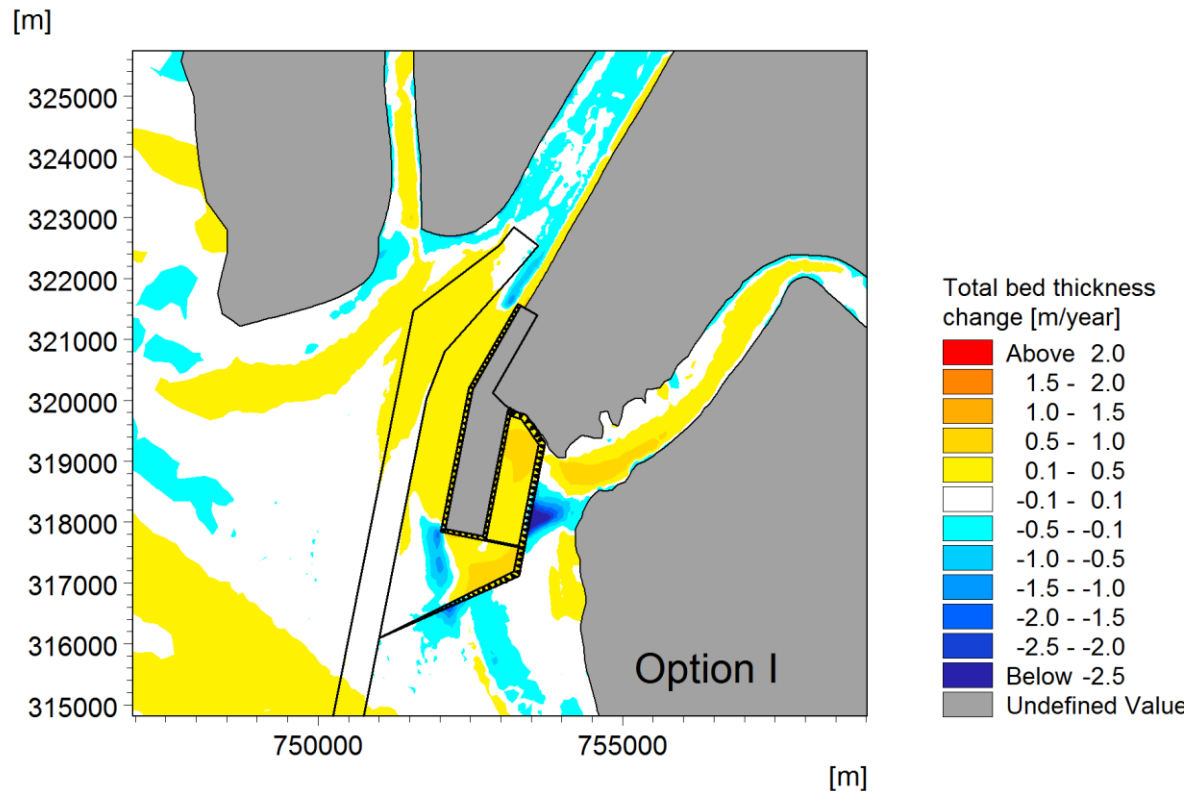 [m]
325000
324000
323000
322000
321000
320000
319000
318000
317000
316000
315000
750000
755000
[m]
Option I
Total bed thickness
change [m/year]
Above 2.0
1.5 - 2.0
1.0 - 1.5
0.5 - 1.0
0.1 - 0.5
-0.1 - 0.1
-0.5 - -0.1
-1.0 - -0.5
-1.5 - -1.0
-2.0 - -1.5
-2.5 - -2.0
Below -2.5
Undefined Value